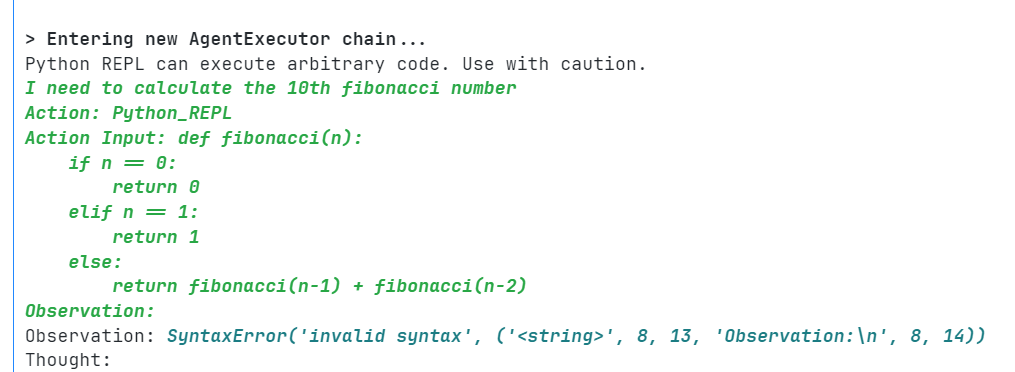 > Entering new AgentExecutor chain...
Python REPL can execute arbitrary code. Use with caution.
I need to calculate the 10th fibonacci number
Action: Python_REPL
Action Input: def fibonacci(n):
    if n == 0:
        return 0
    elif n == 1:
        return 1
    else:
        return fibonacci(n-1) + fibonacci(n-2)
Observation:
Observation: SyntaxError('invalid syntax', ('<string>', 8, 13, 'Observation:\n', 8, 14))
Thought: